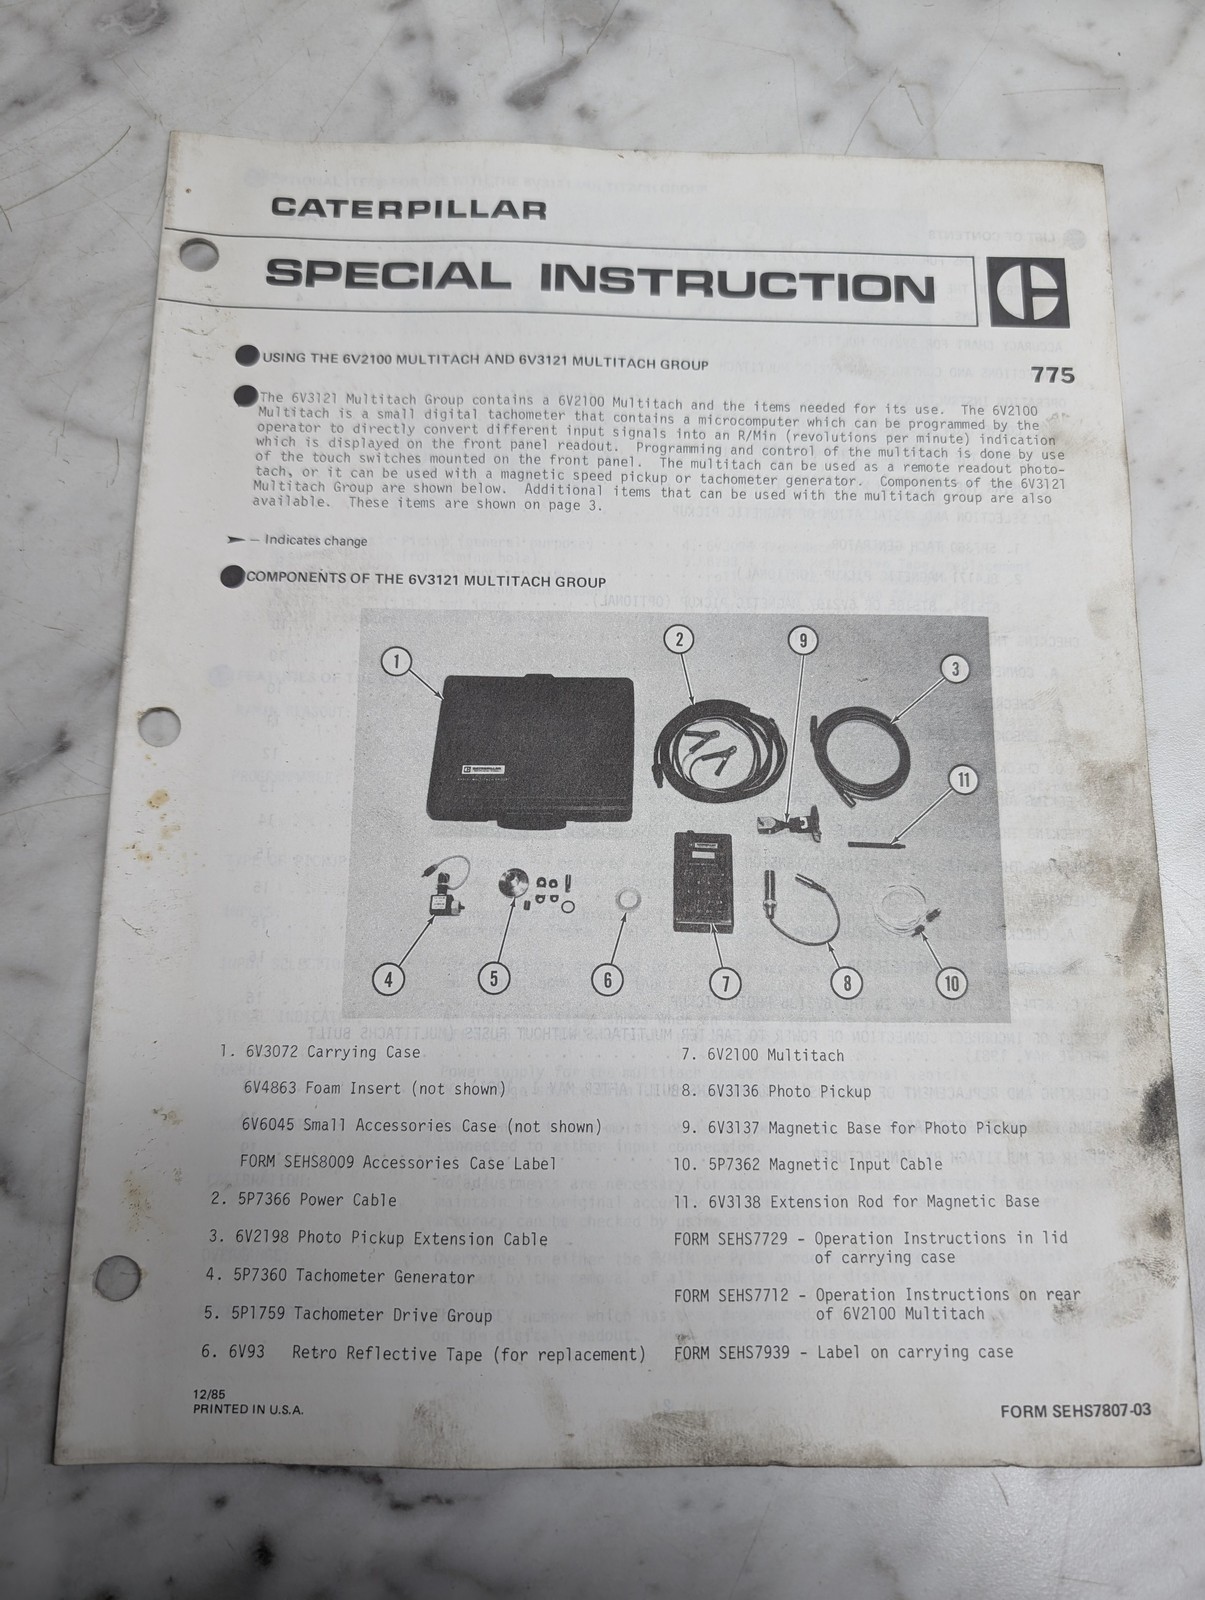 CATERPILLAR
SPECIAL INSTRUCTION
USING THE 6V2100 MULTITACH AND 6V3121 MULTITACH GROUP
775
The 6V3121 Multitach Group contains a 6V2100 Multitach and the items needed for its use. The 6V2100
Multitach is a small digital tachometer that contains a microcomputer which can be programmed by the
operator to directly convert different input signals into an R/Min (revolutions per minute) indication
which is displayed on the front panel readout. Programming and control of the multitach is done by use
of the touch switches mounted on the front panel. The multitach can be used as a remote readout photo-
tach, or it can be used with a magnetic speed pickup or tachometer generator. Components of the 6V3121
Multitach Group are shown below. Additional items that can be used with the multitach group are also
available. These items are shown on page 3.
— Indicates change
COMPONENTS OF THE 6V3121 MULTITACH GROUP
1
2
9
3
11
CATERPILLAR
4
5
6
7
8
10
1. 6V3072 Carrying Case
6V4863 Foam Insert (not shown)
6V6045 Small Accessories Case (not shown)
FORM SEHS8009 Accessories Case Label
2. 5P7366 Power Cable
3. 6V2198 Photo Pickup Extension Cable
4. 5P7360 Tachometer Generator
5. 5P1759 Tachometer Drive Group
6. 6V93 Retro Reflective Tape (for replacement)
7. 6V2100 Multitach
8. 6V3136 Photo Pickup
9. 6V3137 Magnetic Base for Photo Pickup
10. 5P7362 Magnetic Input Cable
11. 6V3138 Extension Rod for Magnetic Base
FORM SEHS7729 - Operation Instructions in lid
of carrying case
FORM SEHS7712 - Operation Instructions on rear
of 6V2100 Multitach
FORM SEHS7939 - Label on carrying case
12/85
PRINTED IN U.S.A.
FORM SEHS7807-03